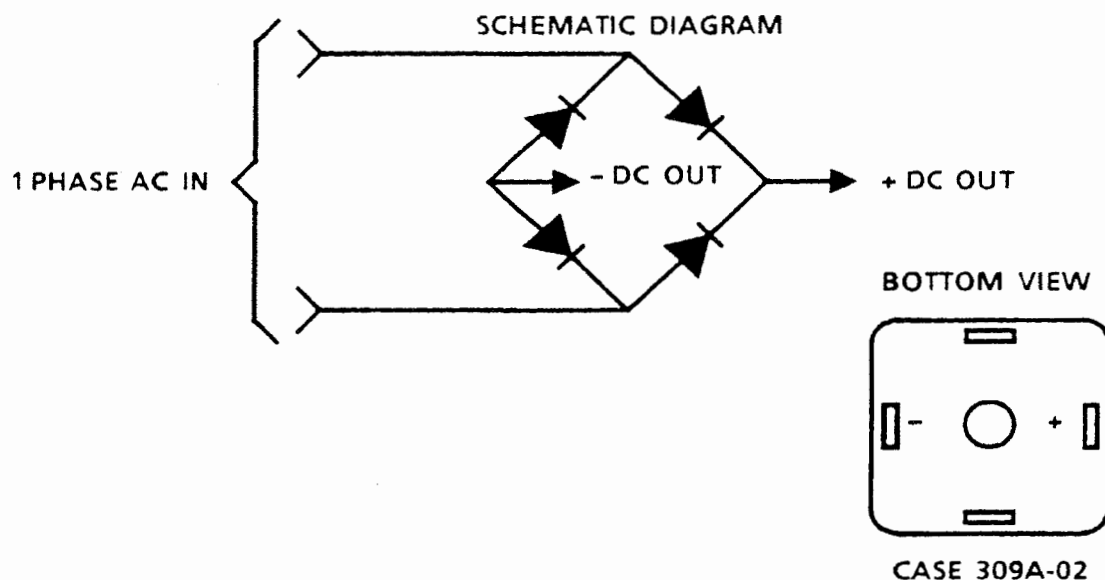 SCHEMATIC DIAGRAM
1 PHASE AC IN
- DC OUT
+ DC OUT
BOTTOM VIEW
- +
CASE 309A-02